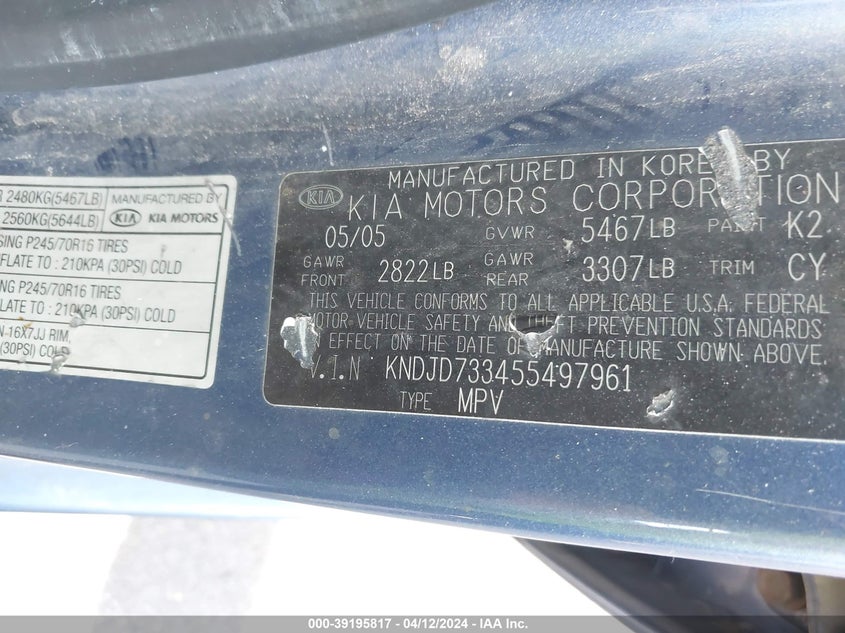 R 2480KG(5467LB)
2560KG(5644LB)
MANUFACTURED BY
KIA KIA MOTORS
SING P245/70R16 TIRES
FLATE TO : 210KPA (30PSI) COLD
NG P245/70R16 TIRES
LATE TO : 210KPA (30PSI) COLD
N-16X7JJ RIM,
(30PSI) COLD
MANUFACTURED IN KOREA BY
KIA KIA MOTORS CORPORATION
05/05 GVWR 5467LB PAINT K2
GAWR FRONT 2822LB GAWR REAR 3307LB TRIM CY
THIS VEHICLE CONFORMS TO ALL APPLICABLE U.S.A. FEDERAL
MOTOR-VEHICLE SAFETY AND THEFT PREVENTION STANDARDS
EFFECT ON THE DATE OF MANUFACTURE SHOWN ABOVE.
V.I.N KNDJD733455497961
TYPE MPV
000-39195817 - 04/12/2024 - IAA Inc.